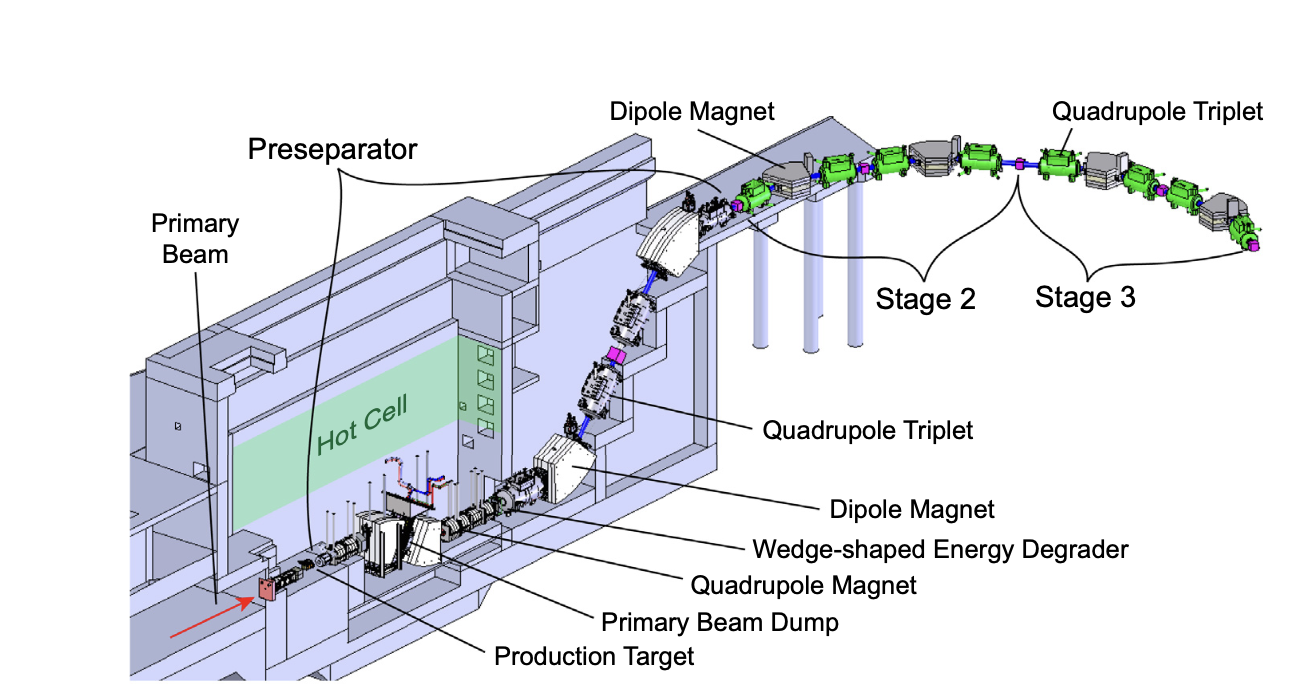 Dipole Magnet
Quadrupole Triplet
Preseparator
Primary
Beam
Stage 2
Stage 3
Hot Cell
Quadrupole Triplet
Dipole Magnet
Wedge-shaped Energy Degrader
Quadrupole Magnet
Primary Beam Dump
Production Target